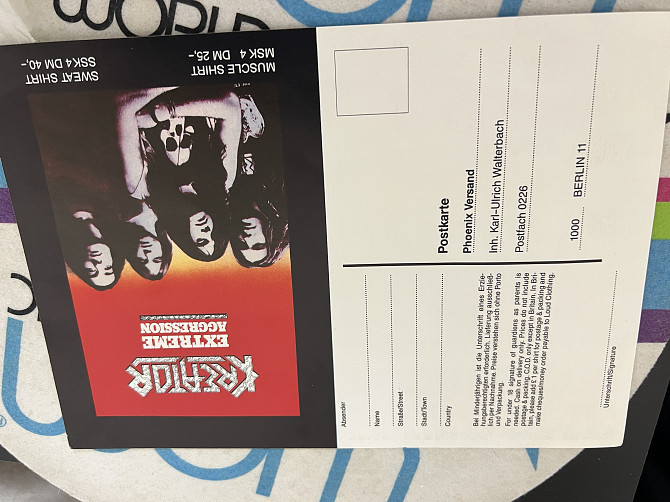 MUSCLE SHIRT
MSK 4 DM 25,–
SWEAT SHIRT
SSK4 DM 40,–
KREATOR
EXTREME
AGGRESSION
Postkarte
Phoenix Versand
Inh. Karl-Ulrich Walterbach
Postfach 0226
1000 BERLIN 11
Absender
Name
Straße/Street
Stadt/Town
Country
Bei Minderjährigen ist die Unterschrift eines Erzie-
hungsberechtigten erforderlich. Lieferung ausschließ-
lich per Nachnahme. Preise verstehen sich ohne Porto
und Verpackung.
For under 18 signature of guardians as parents is
needed. Cash on delivery only. Prices do not include
postage & packing. C.O.D. only except in Britain. In Bri-
tain, please add £1 per shirt for postage & packing and
make cheques/money order payable to Loud Clothing.
Unterschrift/Signature
WORLD